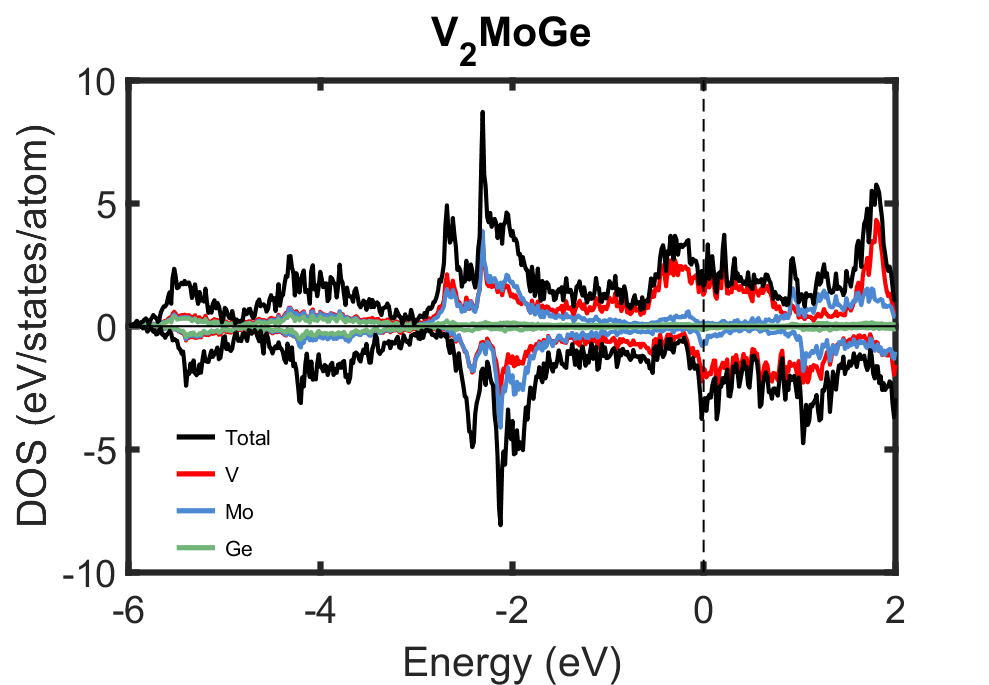 V₂MoGe
DOS (eV/states/atom)
10
5
0
-5
-10
Total
V
Mo
Ge
-6 -4 -2 0 2
Energy (eV)